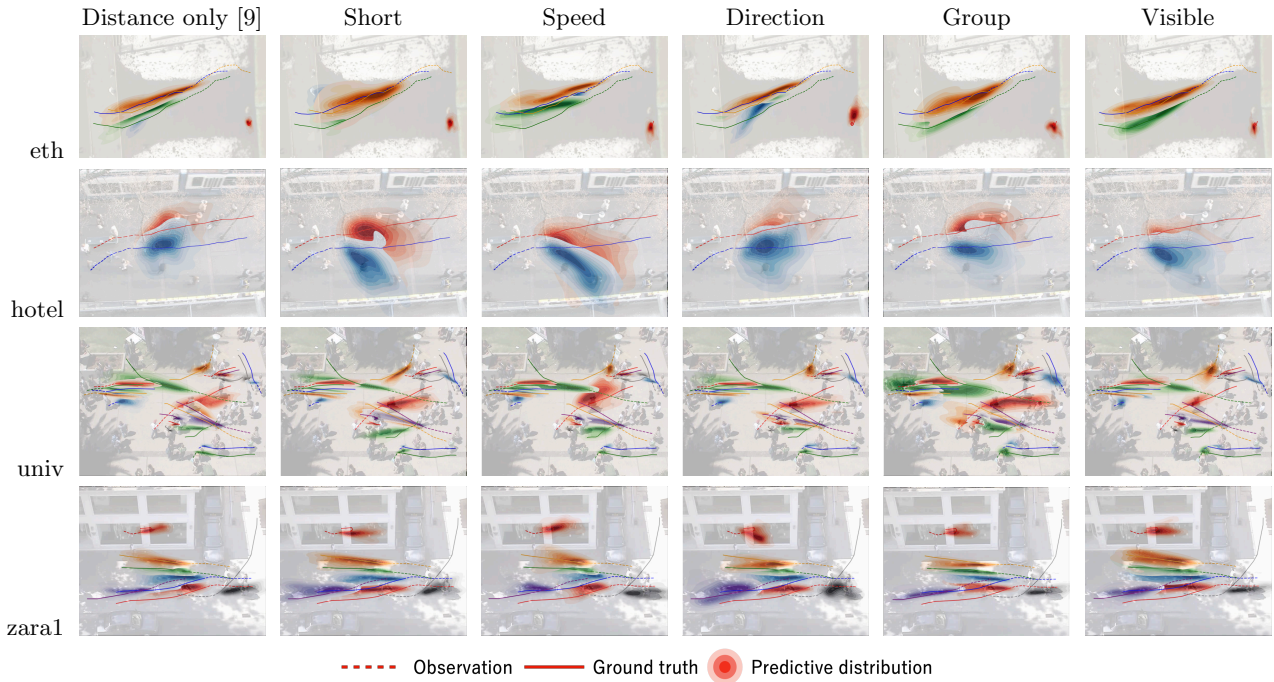 Distance only [9] Short Speed Direction Group Visible
eth
hotel
univ
zara1
Observation Ground truth Predictive distribution